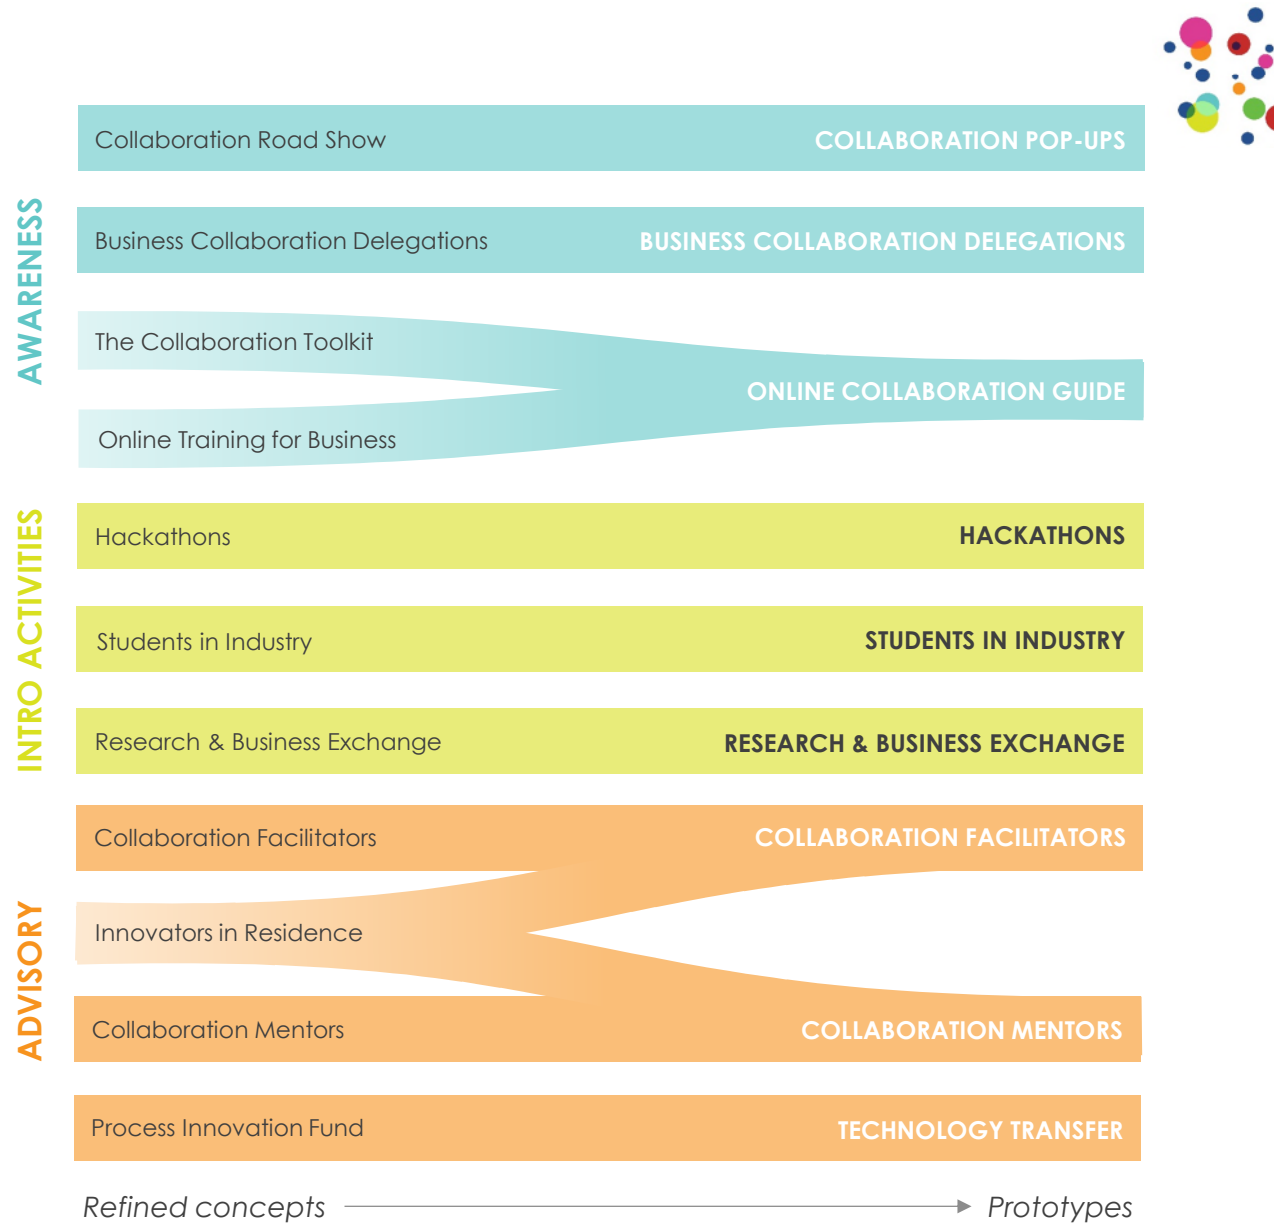 AWARENESS
Collaboration Road Show COLLABORATION POP-UPS
Business Collaboration Delegations BUSINESS COLLABORATION DELEGATIONS
The Collaboration Toolkit
ONLINE COLLABORATION GUIDE
Online Training for Business
INTRO ACTIVITIES
Hackathons HACKATHONS
Students in Industry STUDENTS IN INDUSTRY
Research & Business Exchange RESEARCH & BUSINESS EXCHANGE
ADVISORY
Collaboration Facilitators COLLABORATION FACILITATORS
Innovators in Residence
Collaboration Mentors COLLABORATION MENTORS
Process Innovation Fund TECHNOLOGY TRANSFER
Refined concepts Prototypes